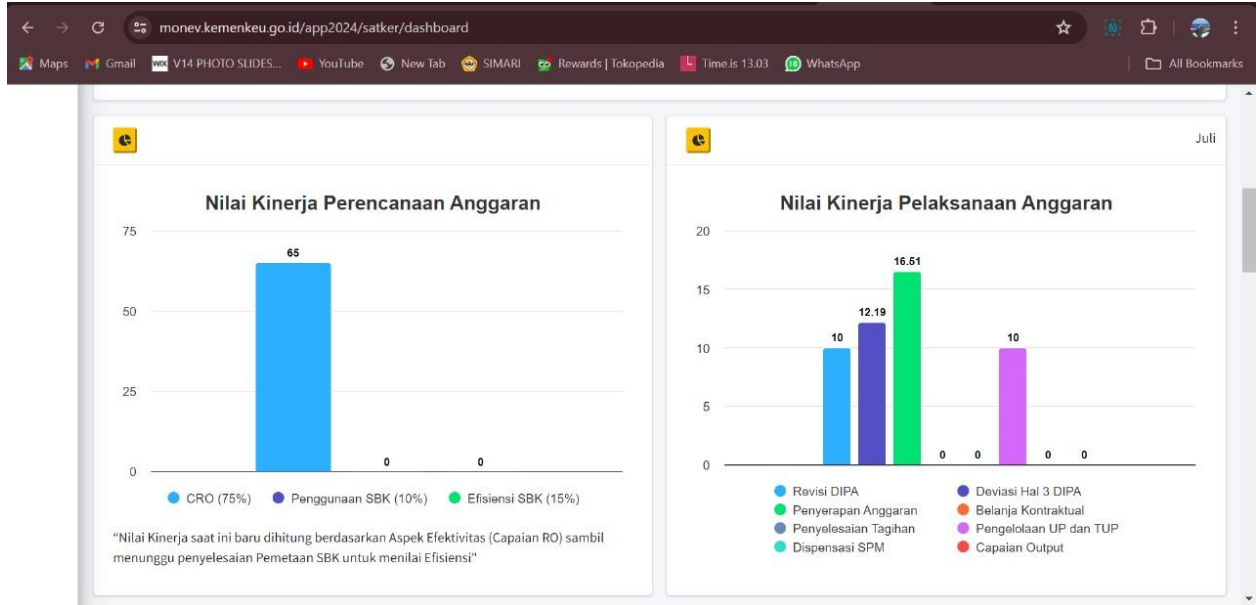 monev.kemenkeu.go.id/app2024/satker/dashboard
Maps Gmail WIX V14 PHOTO SLIDES... YouTube New Tab SIMARI Rewards | Tokopedia Time.is 13.03 WhatsApp All Bookmarks
Juli
Nilai Kinerja Perencanaan Anggaran
75
65
50
25
0
0
0
CRO (75%) Penggunaan SBK (10%) Efisiensi SBK (15%)
"Nilai Kinerja saat ini baru dihitung berdasarkan Aspek Efektivitas (Capaian RO) sambil
menunggu penyelesaian Pemetaan SBK untuk menilai Efisiensi"
Nilai Kinerja Pelaksanaan Anggaran
20
16.51
15
12.19
10 10 10
5
0 0 0 0
0
Revisi DIPA Deviasi Hal 3 DIPA
Penyerapan Anggaran Belanja Kontraktual
Penyelesaian Tagihan Pengelolaan UP dan TUP
Dispensasi SPM Capaian Output